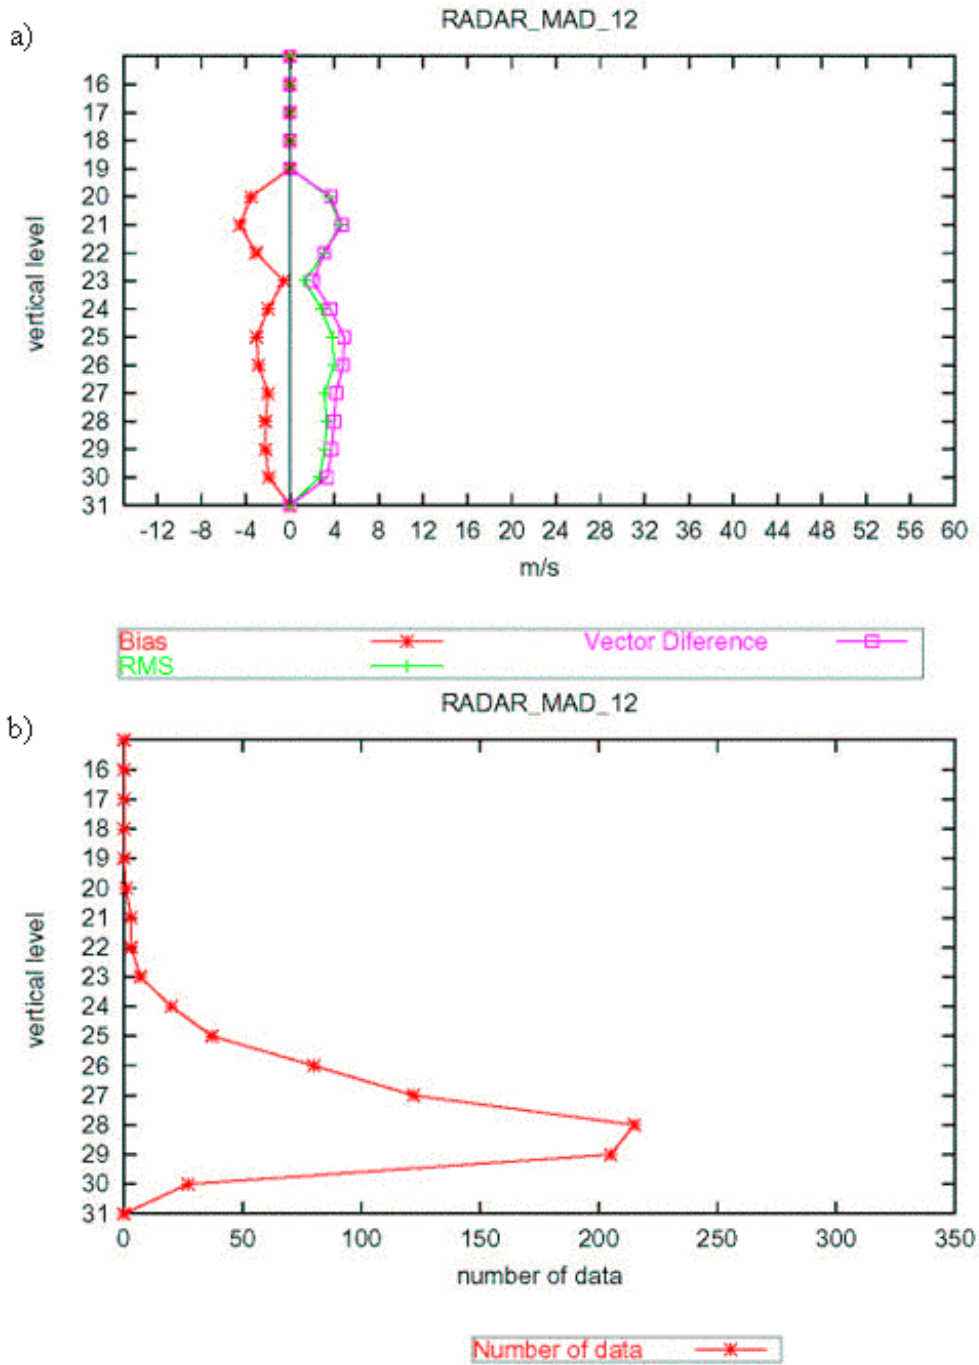 RADAR_MAD_12
a)
16
17
18
19
20
21
22
23
24
25
26
27
28
29
30
31
vertical level
-12 -8 -4 0 4 8 12 16 20 24 28 32 36 40 44 48 52 56 60
m/s
Bias Vector Diference
RMS
RADAR_MAD_12
b)
16
17
18
19
20
21
22
23
24
25
26
27
28
29
30
31
vertical level
0 50 100 150 200 250 300 350
number of data
Number of data